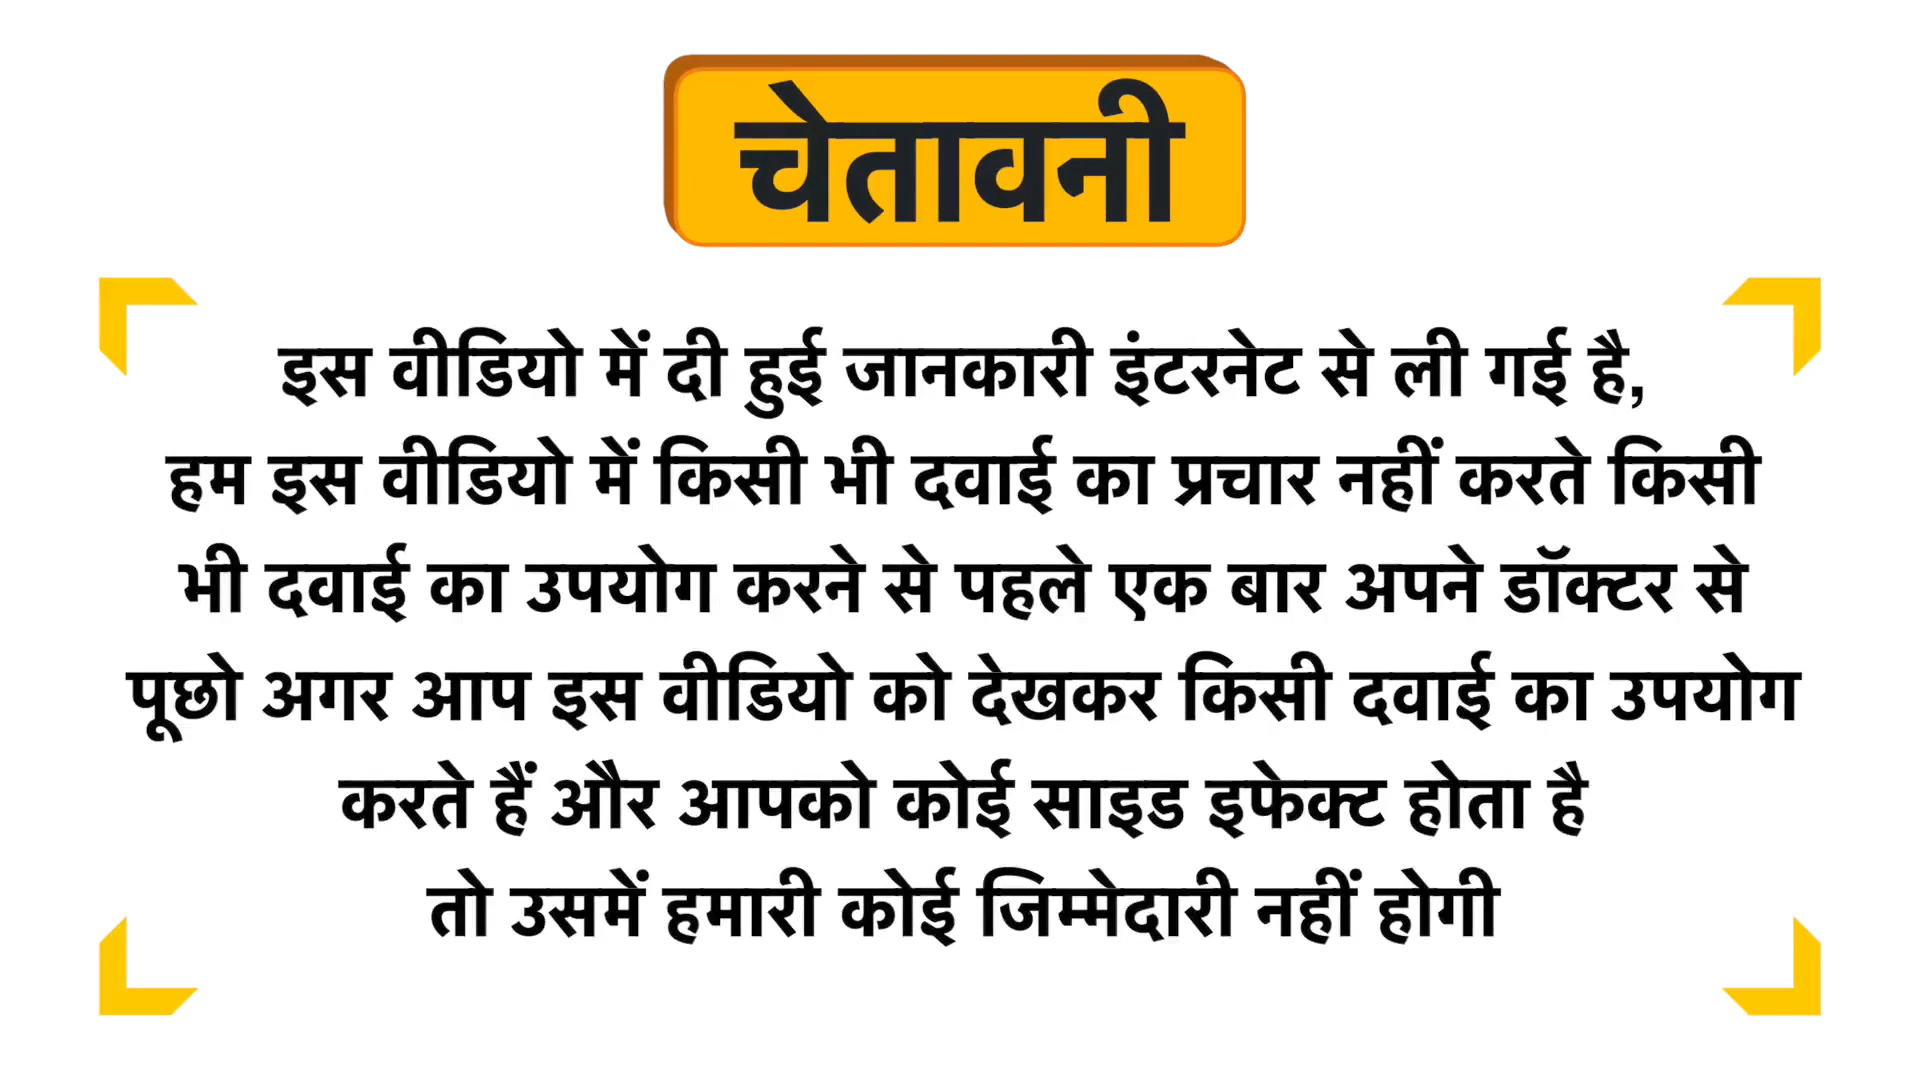 चेतावनी
इस वीडियो में दी हुई जानकारी इंटरनेट से ली गई है,
हम इस वीडियो में किसी भी दवाई का प्रचार नहीं करते किसी
भी दवाई का उपयोग करने से पहले एक बार अपने डॉक्टर से
पूछो अगर आप इस वीडियो को देखकर किसी दवाई का उपयोग
करते हैं और आपको कोई साइड इफेक्ट होता है
तो उसमें हमारी कोई जिम्मेदारी नहीं होगी